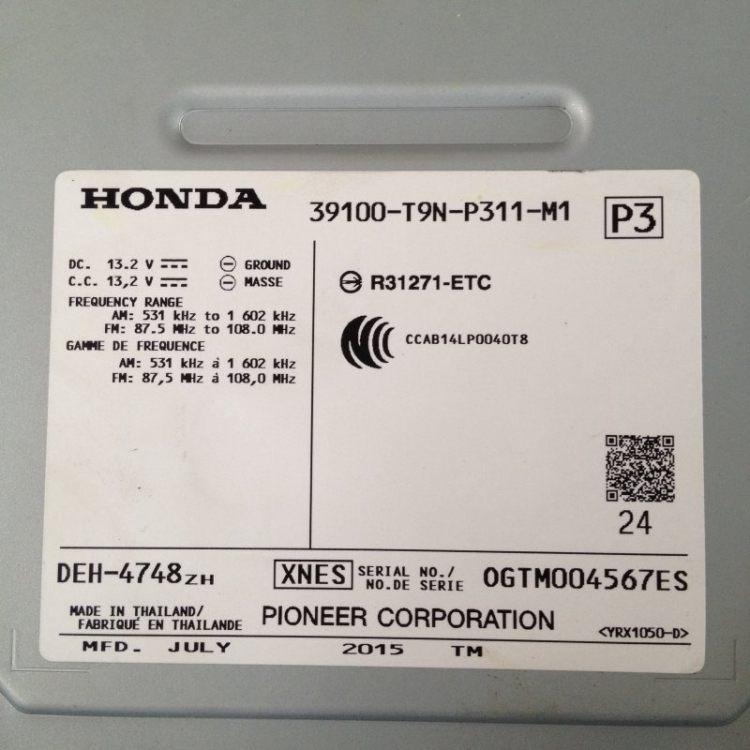 HONDA
39100-T9N-P311-M1
P3
DC. 13.2 V GROUND
C.C. 13,2 V MASSE
FREQUENCY RANGE
AM: 531 kHz to 1 602 kHz
FM: 87.5 MHz to 108.0 MHz
GAMME DE FREQUENCE
AM: 531 kHz à 1 602 kHz
FM: 87,5 MHz à 108,0 MHz
R31271-ETC
CCAB14LP0040T8
24
DEH-4748ZH
XNES
SERIAL NO./
NO.DE SERIE
OGTM004567ES
MADE IN THAILAND/
FABRIQUÉ EN THAILANDE
PIONEER CORPORATION
<YRX1050-D>
MFD. JULY 2015 TM